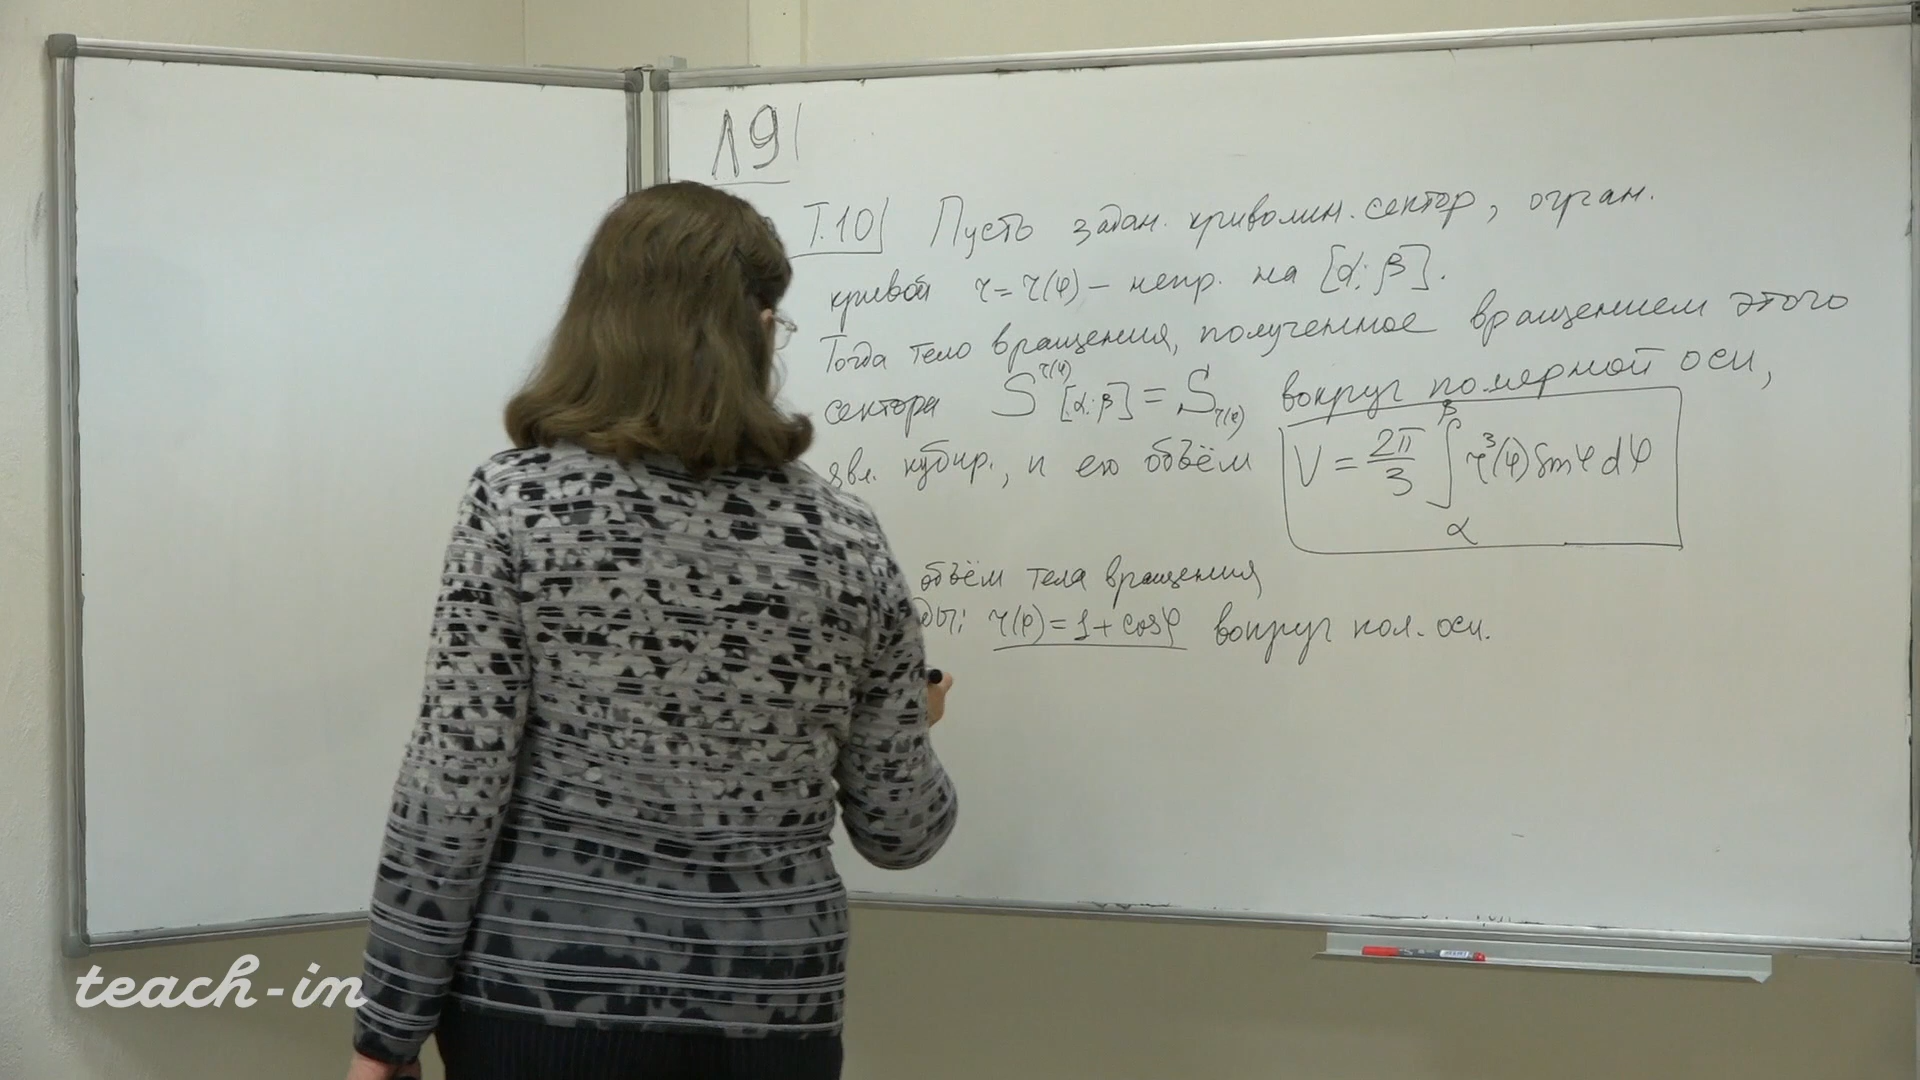 Л 9
Т.10 Пусть задан. криволин. сектор, огран.
кривой r = r(φ) – непр. на [α; β].
Тогда тело вращения, полученное вращением этого
сектора S^{r(φ)}[α; β] = S_{r(φ)} вокруг полярной оси,
явл. кубир., и его объём V = 2π/3 ∫_α^β r³(φ) sin φ dφ
объём тела вращения
ды: r(φ) = 1 + cos φ вокруг пол. оси.
teach-in